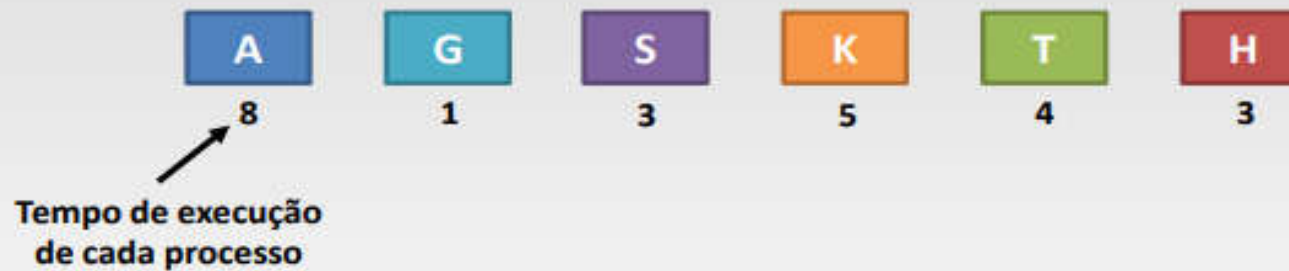 A G S K T H
8 1 3 5 4 3
Tempo de execução
de cada processo